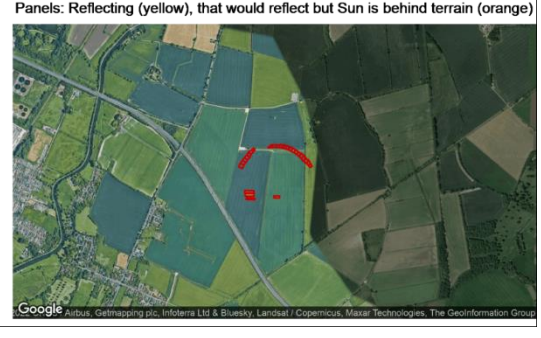 Panels: Reflecting (yellow), that would reflect but Sun is behind terrain (orange)
Google Airbus, Getmapping plc, Infoterra Ltd & Bluesky, Landsat / Copernicus, Maxar Technologies, The GeoInformation Group